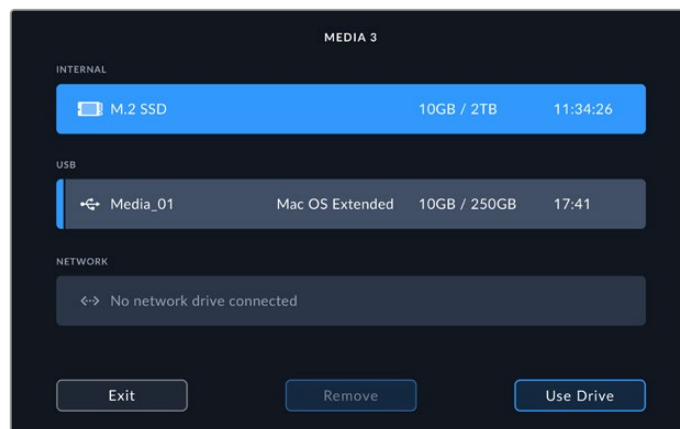 MEDIA 3
INTERNAL
M.2 SSD 10GB / 2TB 11:34:26
USB
Media_01 Mac OS Extended 10GB / 250GB 17:41
NETWORK
No network drive connected
Exit Remove Use Drive